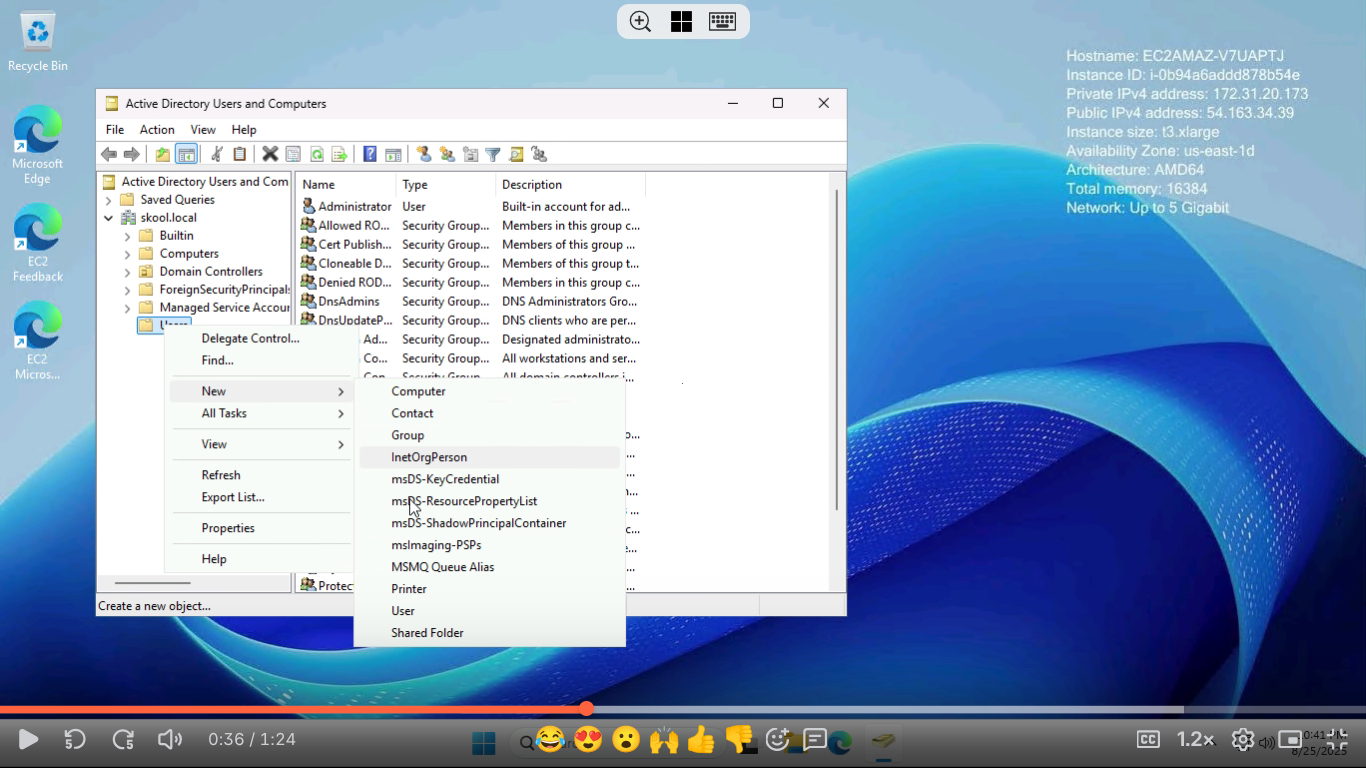 Recycle Bin
Microsoft
Edge
EC2
Feedback
EC2
Micros...
Hostname: EC2AMAZ-V7UAPTJ
Instance ID: i-0b94a6addd878b54e
Private IPv4 address: 172.31.20.173
Public IPv4 address: 54.163.34.39
Instance size: t3.xlarge
Availability Zone: us-east-1d
Architecture: AMD64
Total memory: 16384
Network: Up to 5 Gigabit
Active Directory Users and Computers
File Action View Help
Active Directory Users and Com
Saved Queries
skool.local
Builtin
Computers
Domain Controllers
ForeignSecurityPrincipals
Managed Service Accour
Users
Name Type Description
Administrator User Built-in account for ad...
Allowed RO... Security Group... Members in this group c...
Cert Publish... Security Group... Members of this group ...
Cloneable D... Security Group... Members of this group t...
Denied ROD... Security Group... Members in this group c...
DnsAdmins Security Group... DNS Administrators Gro...
DnsUpdateP... Security Group... DNS clients who are per...
Ad... Security Group... Designated administrato...
Co... Security Group... All workstations and ser...
Con... Security Group... All domain controllers i...
o...
...
...
n...
...
c...
e...
...
Protec
...
Delegate Control...
Find...
New
All Tasks
View
Refresh
Export List...
Properties
Help
Computer
Contact
Group
InetOrgPerson
msDS-KeyCredential
msDS-ResourcePropertyList
msDS-ShadowPrincipalContainer
msImaging-PSPs
MSMQ Queue Alias
Printer
User
Shared Folder
Create a new object...
5
5
0:36 / 1:24
CC
1.2×
8/25/202